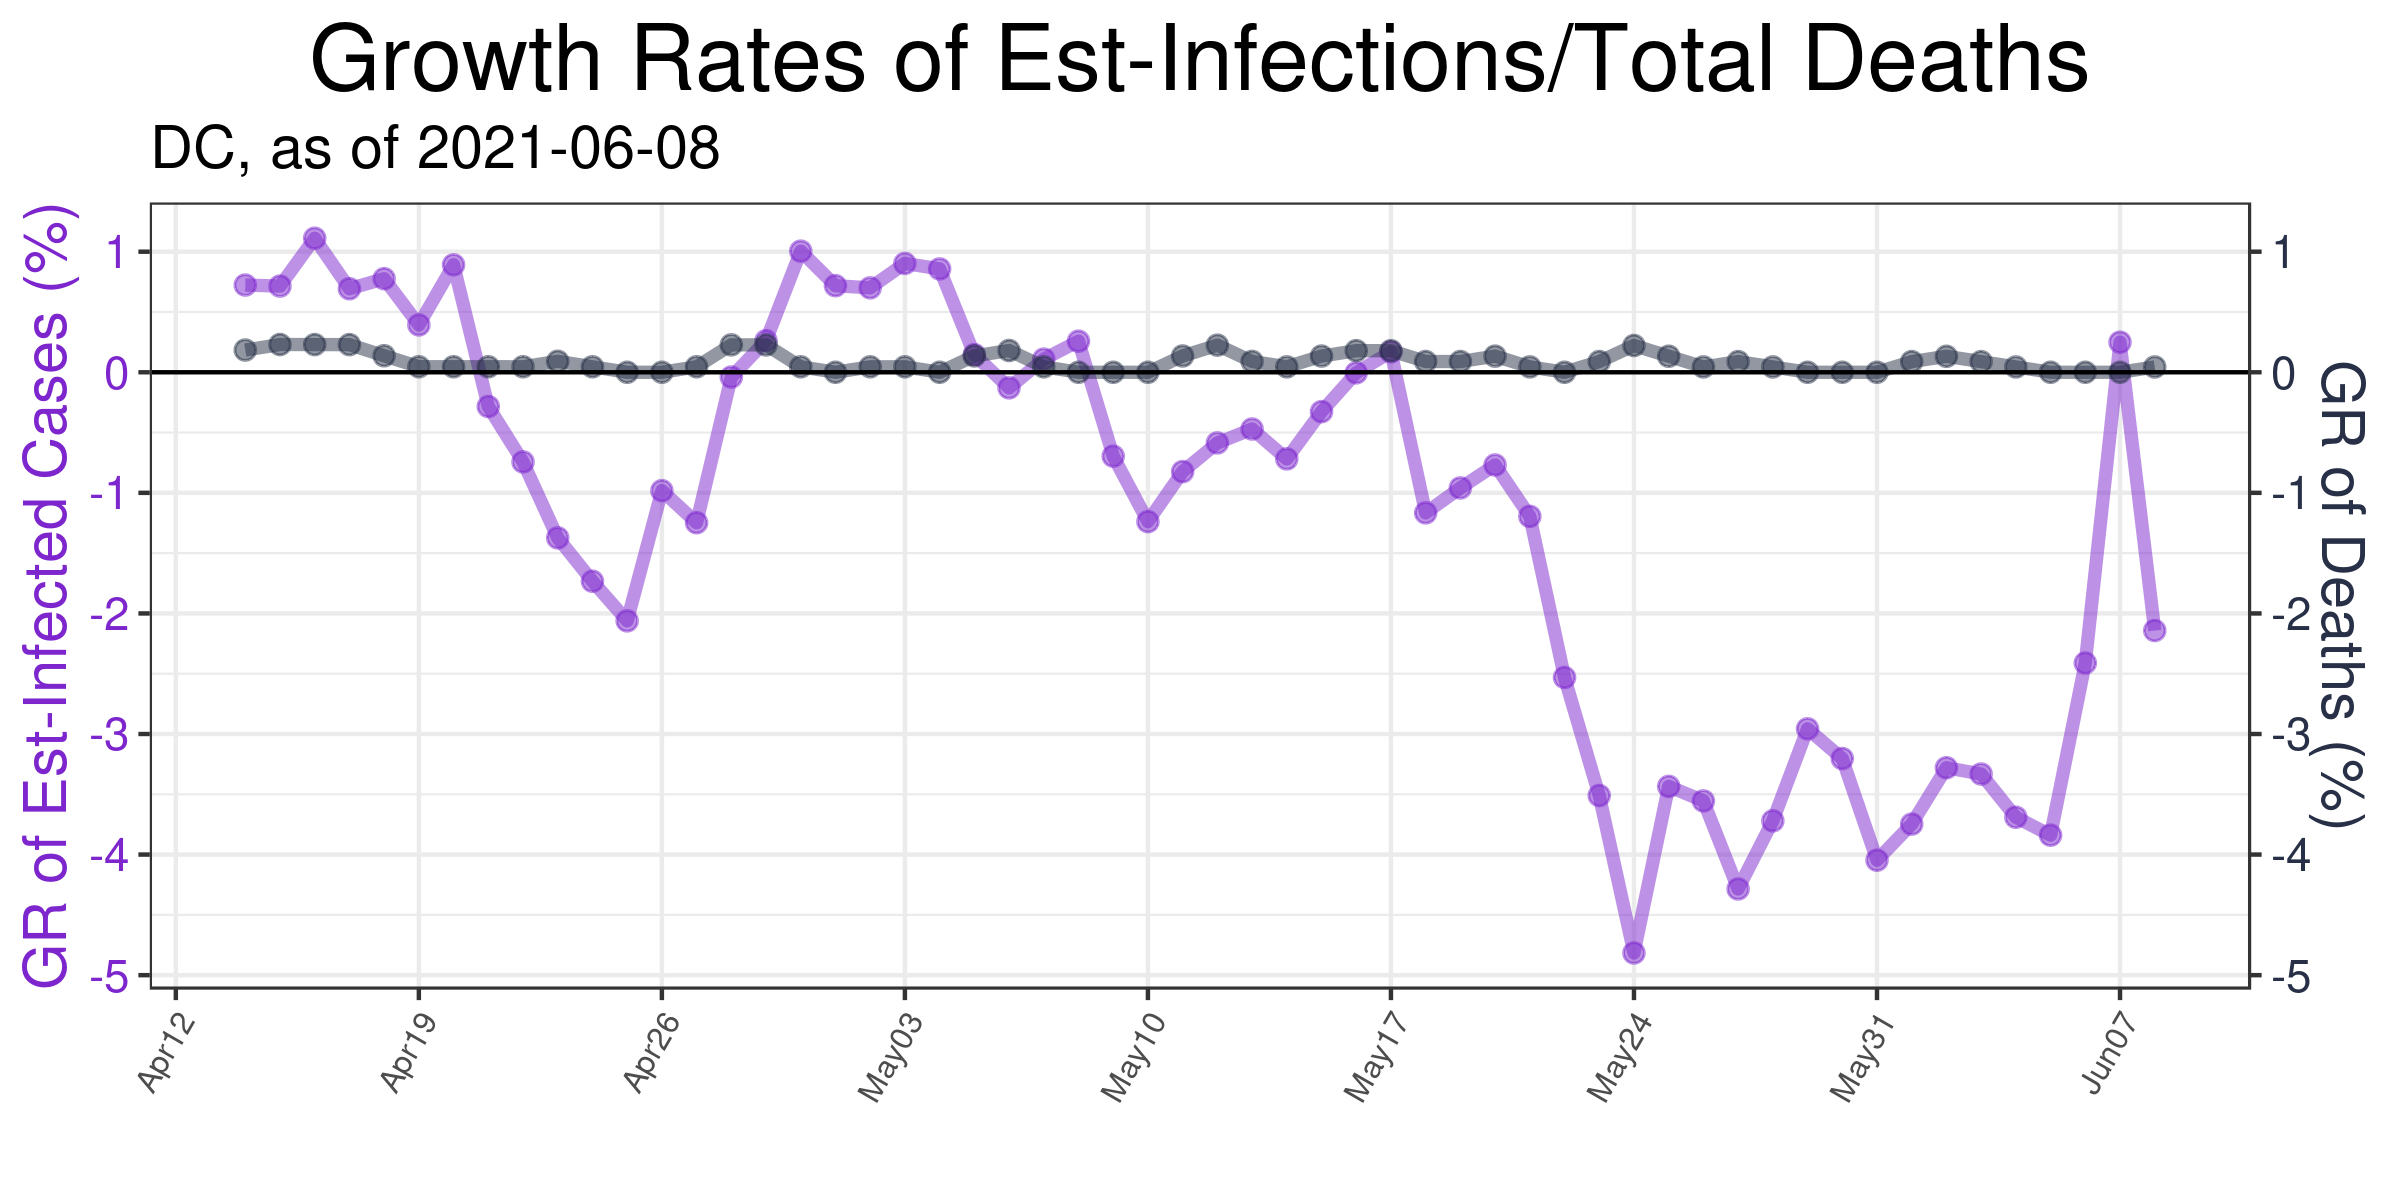 Growth Rates of Est-Infections/Total Deaths
DC, as of 2021-06-08
GR of Est-Infected Cases (%)
1
0
-1
-2
-3
-4
-5
1
0
-1
-2
-3
-4
-5
GR of Deaths (%)
Apr12
Apr19
Apr26
May03
May10
May17
May24
May31
Jun07